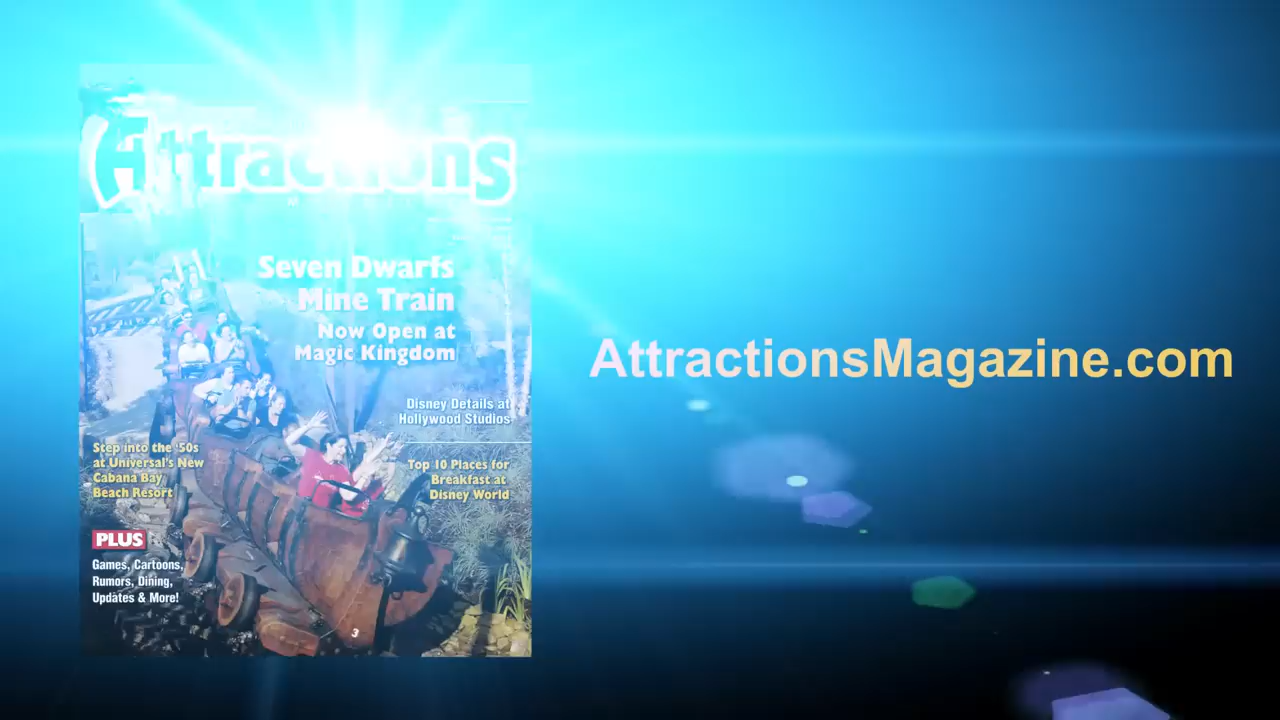 Attractions
Seven Dwarfs
Mine Train
Now Open at
Magic Kingdom
Disney Details at
Hollywood Studios
Step into the '50s
at Universal's New
Cabana Bay
Beach Resort
Top 10 Places for
Breakfast at
Disney World
PLUS
Games, Cartoons,
Rumors, Dining,
Updates & More!
3
AttractionsMagazine.com